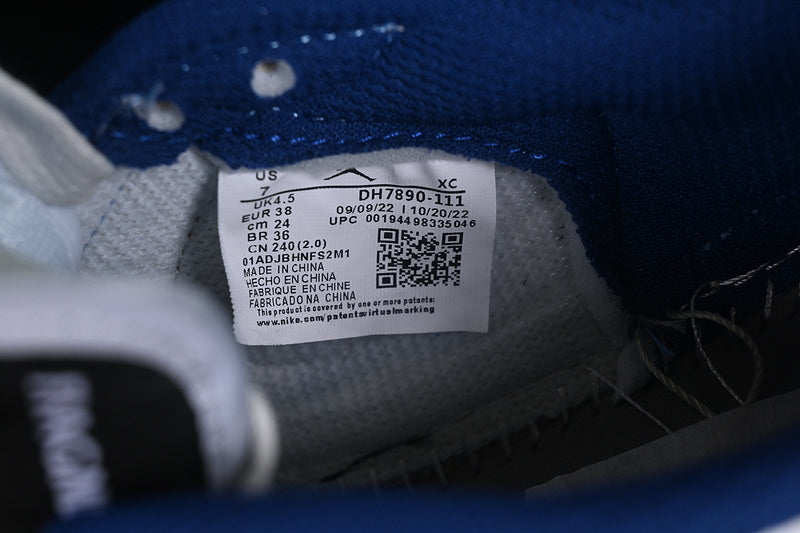 US
7 XC
UK4.5 DH7890-111
EUR 38 09/09/22 | 10/20/22
cm 24 UPC 00194498335046
BR 36
CN 240(2.0)
01ADJBHNFS2M1
MADE IN CHINA
HECHO EN CHINA
FABRIQUE EN CHINE
FABRICADO NA CHINA
This product is covered by one or more patents:
www.nike.com/patentsvirtualmarking